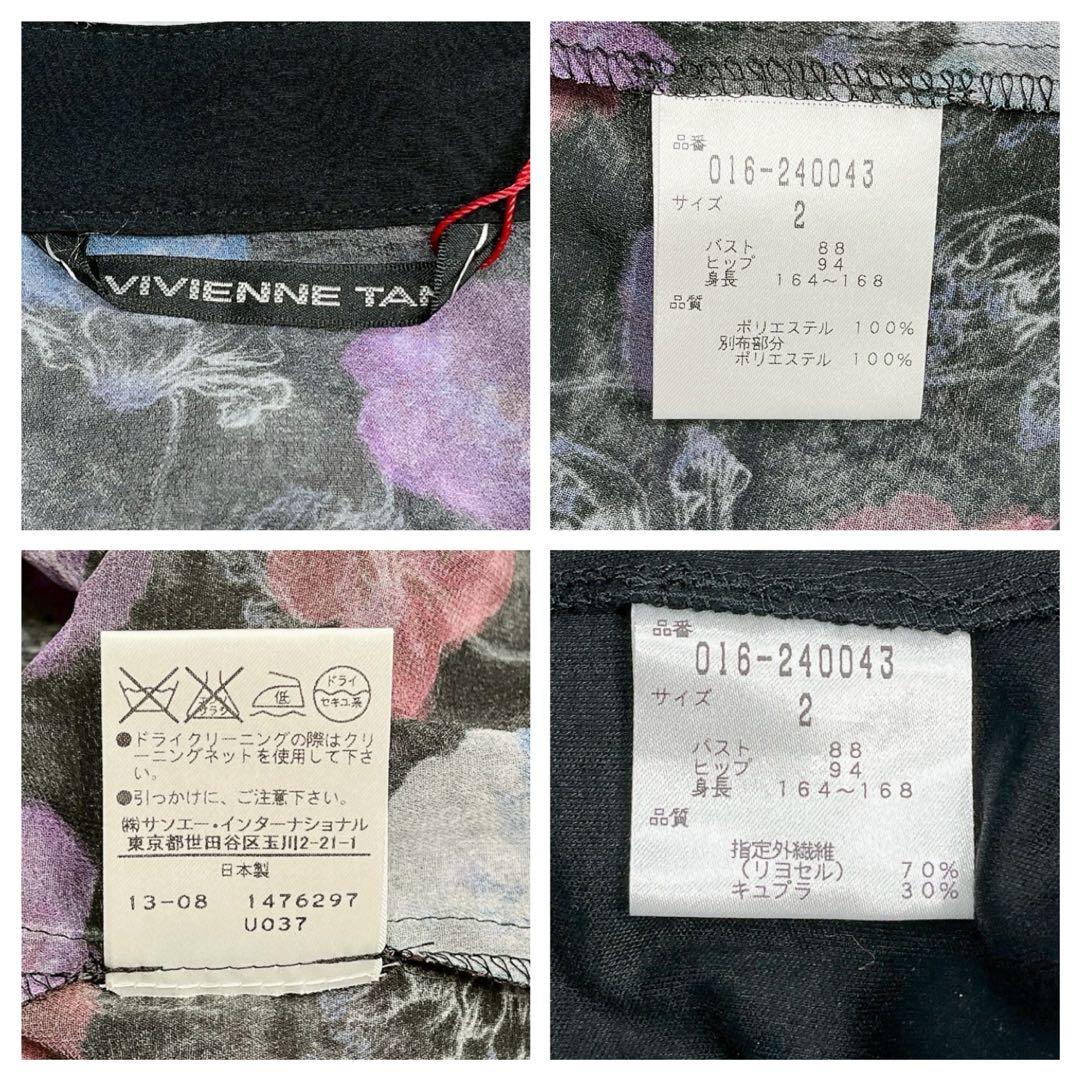 VIVIENNE TAM
品番
016-240043
サイズ
2
バスト 88
ヒップ 94
身長 164~168
品質
ポリエステル 100%
別布部分
ポリエステル 100%
エンソ
サラシ
低
ドライ
セキユ系
●ドライクリーニングの際はクリ
ーニングネットを使用して下さ
い。
●引っかけに、ご注意下さい。
㈱サンエー・インターナショナル
東京都世田谷区玉川2-21-1
日本製
13-08 1476297
U037
品番
016-240043
サイズ
2
バスト 88
ヒップ 94
身長 164~168
品質
指定外繊維
(リヨセル) 70%
キュプラ 30%